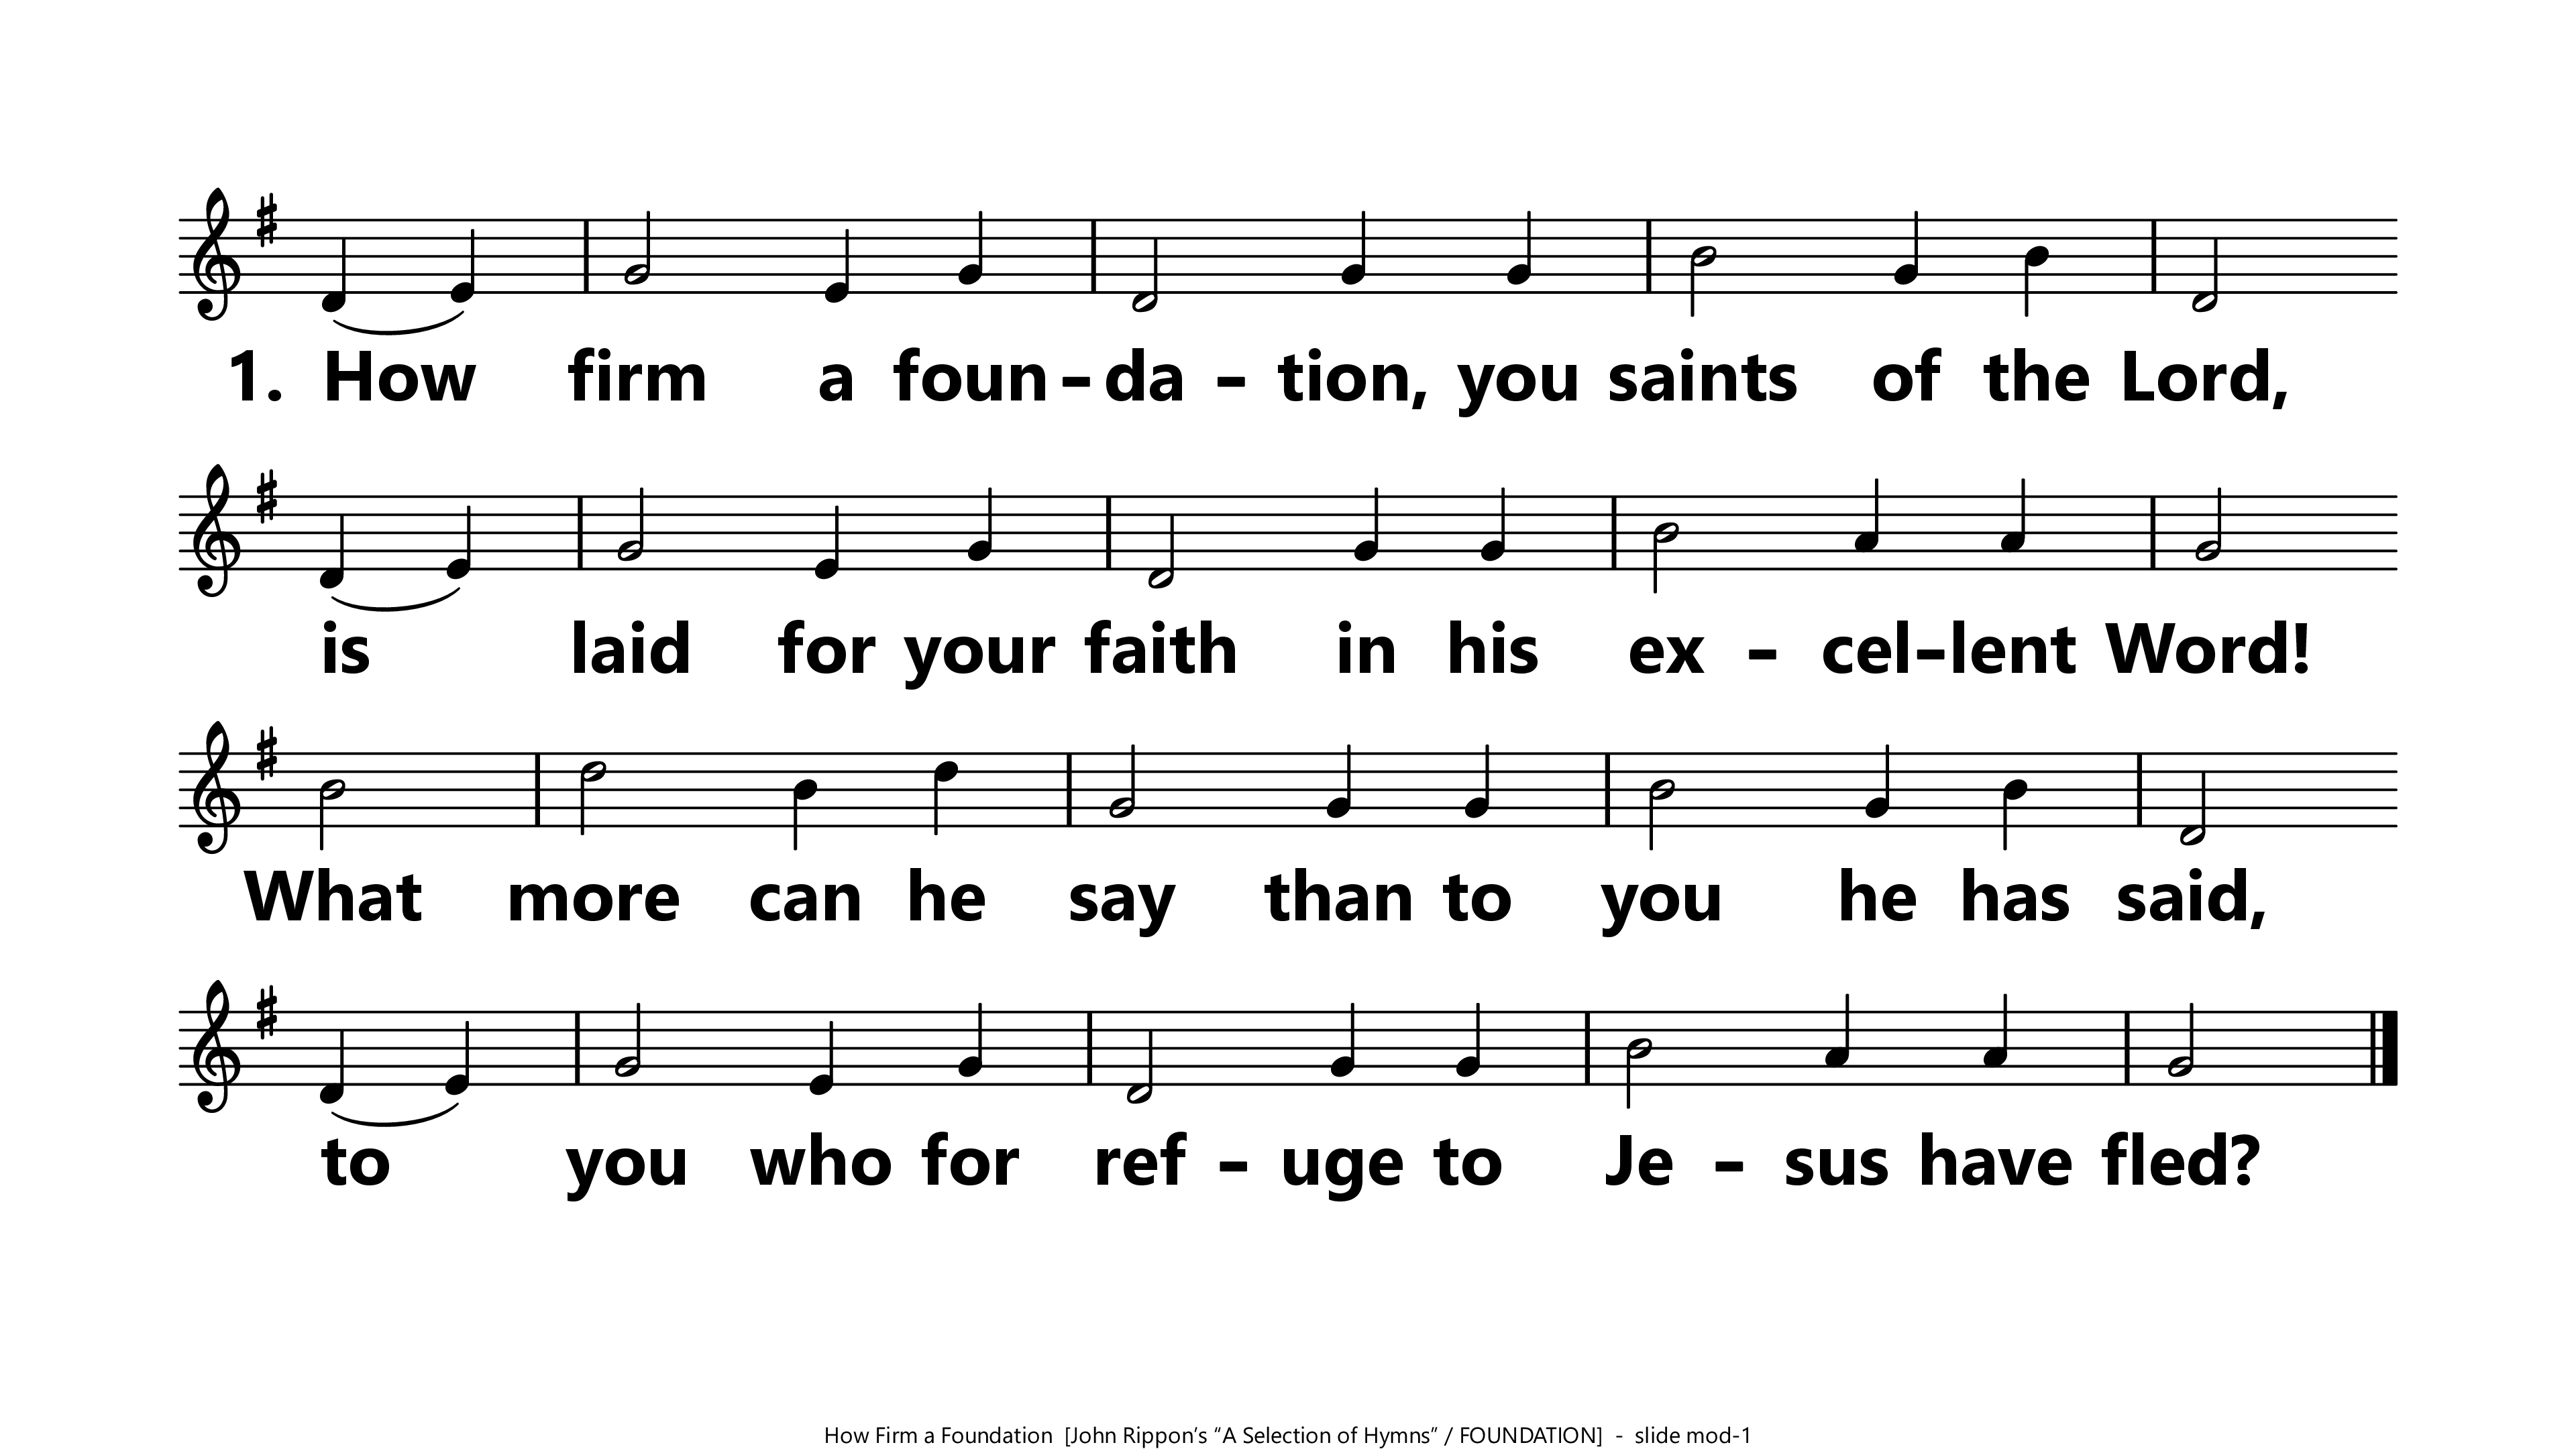 1. How firm a foun-da - tion, you saints of the Lord,
is laid for your faith in his ex - cel-lent Word!
What more can he say than to you he has said,
to you who for ref - uge to Je - sus have fled?
How Firm a Foundation [John Rippon’s “A Selection of Hymns” / FOUNDATION] - slide mod-1